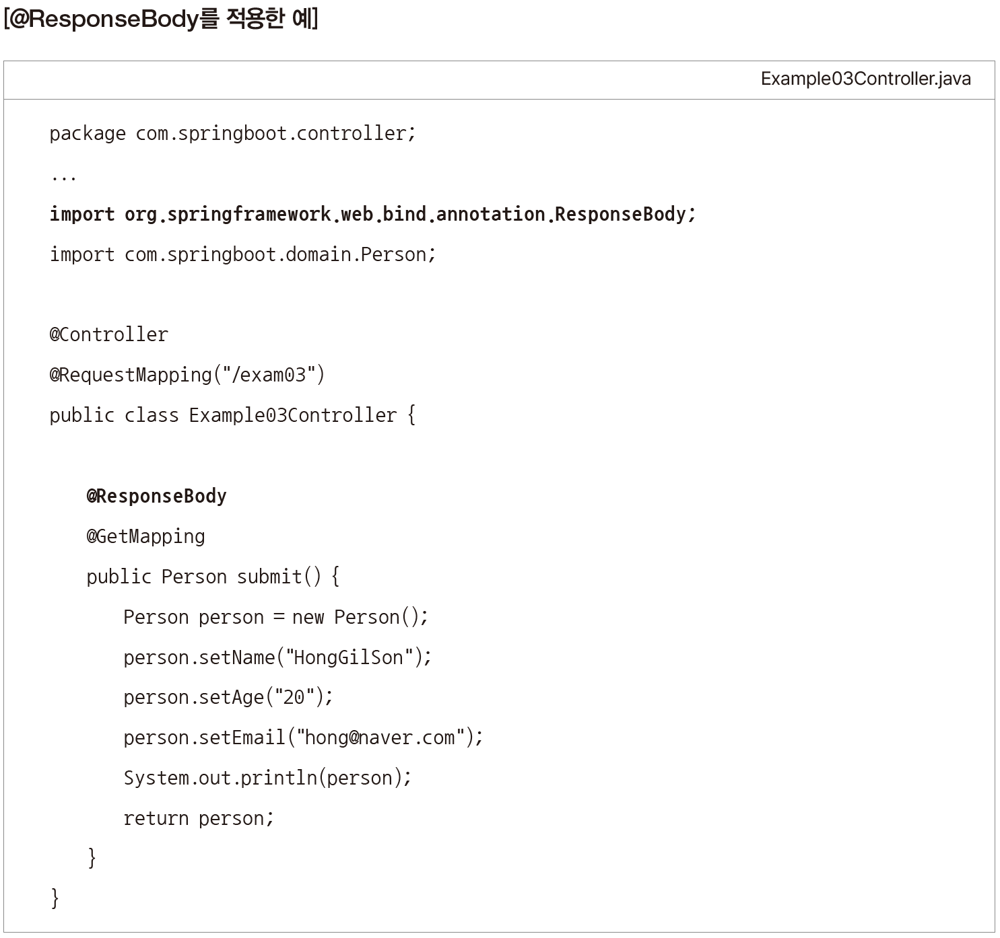 [@ResponseBody를 적용한 예]
Example03Controller.java
package com.springboot.controller;
...
import org.springframework.web.bind.annotation.ResponseBody;
import com.springboot.domain.Person;
@Controller
@RequestMapping("/exam03")
public class Example03Controller {
@ResponseBody
@GetMapping
public Person submit() {
Person person = new Person();
person.setName("HongGilSon");
person.setAge("20");
person.setEmail("hong@naver.com");
System.out.println(person);
return person;
}
}